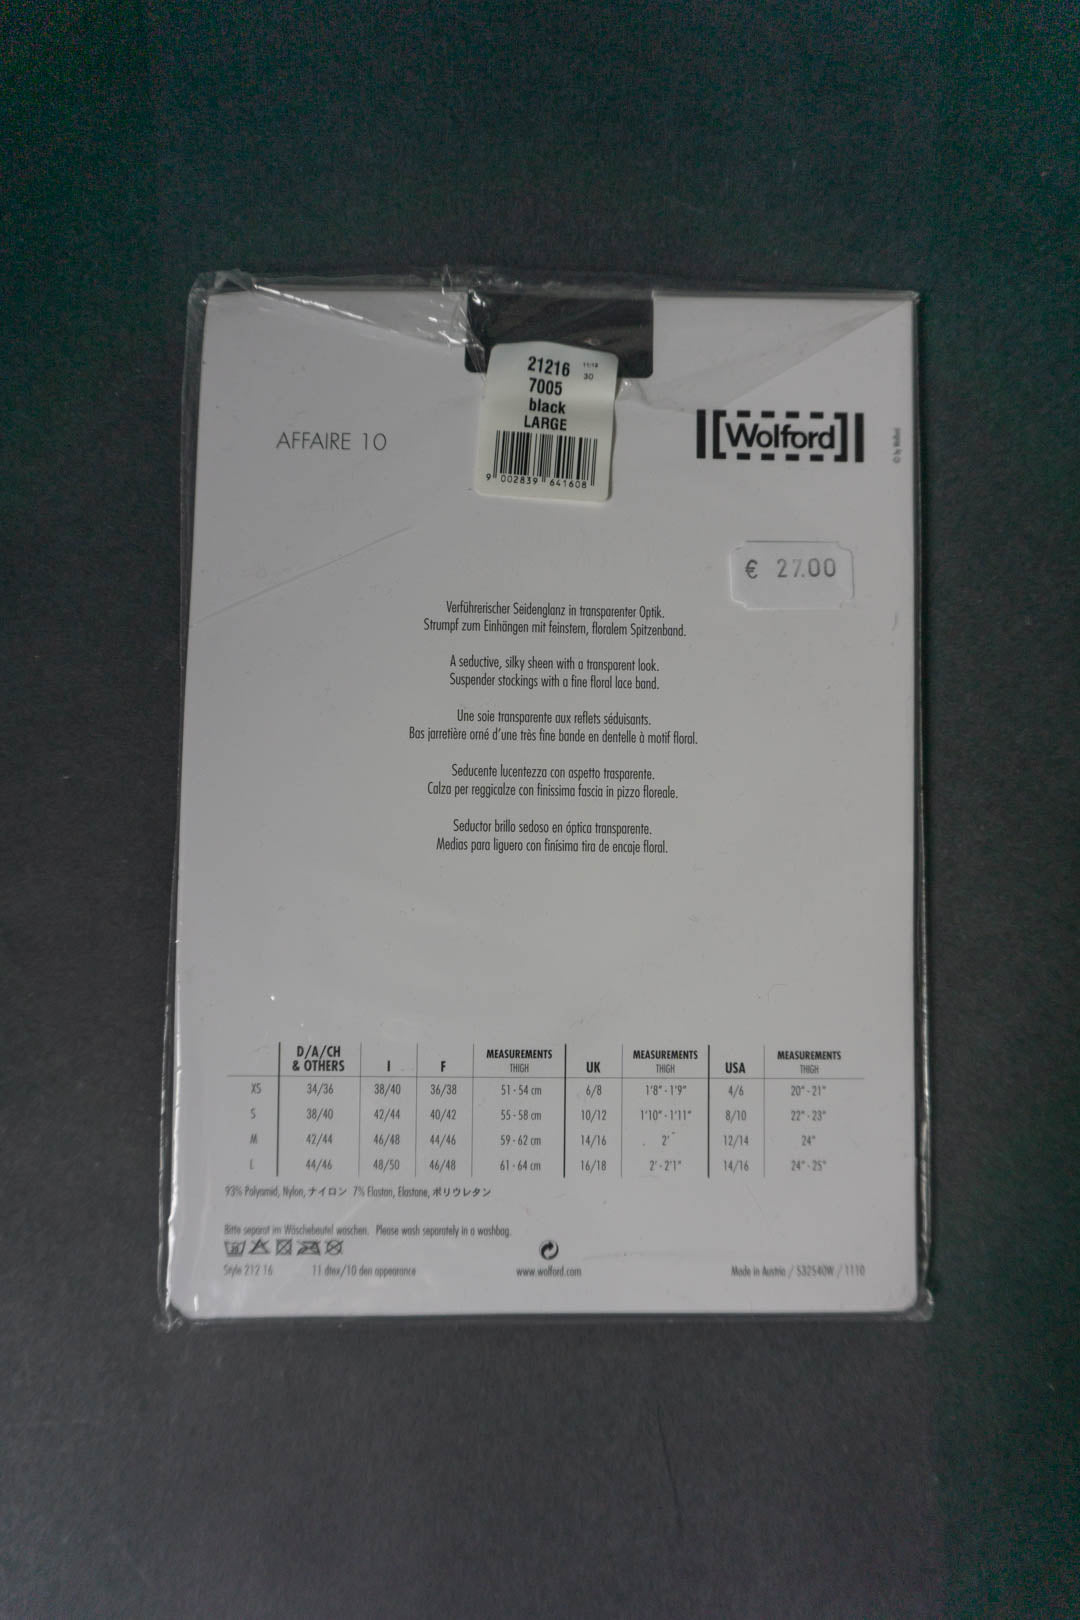 21216 11/12
7005 30
black
LARGE
9 002839 641608
AFFAIRE 10
Wolford
© by Wolford
€ 27.00
Verführerischer Seidenglanz in transparenter Optik.
Strumpf zum Einhängen mit feinstem, floralem Spitzenband.
A seductive, silky sheen with a transparent look.
Suspender stockings with a fine floral lace band.
Une soie transparente aux reflets séduisants.
Bas jarretière orné d'une très fine bande en dentelle à motif floral.
Seducente lucentezza con aspetto trasparente.
Calza per reggicalze con finissima fascia in pizzo floreale.
Seductor brillo sedoso en óptica transparente.
Medias para liguero con finísima tira de encaje floral.
D/A/CH & OTHERS I F MEASUREMENTS THIGH UK MEASUREMENTS THIGH USA MEASUREMENTS THIGH
XS 34/36 38/40 36/38 51 - 54 cm 6/8 1'8" - 1'9" 4/6 20" - 21"
S 38/40 42/44 40/42 55 - 58 cm 10/12 1'10" - 1'11" 8/10 22" - 23"
M 42/44 46/48 44/46 59 - 62 cm 14/16 2' 12/14 24"
L 44/46 48/50 46/48 61 - 64 cm 16/18 2' - 2'1" 14/16 24" - 25"
93% Polyamid, Nylon, ナイロン 7% Elastan, Elastane, ポリウレタン
Bitte separat im Wäschebeutel waschen. Please wash separately in a washbag.
Style 212 16 11 dtex/10 den appearance www.wolford.com Made in Austria / S32540W / 1110